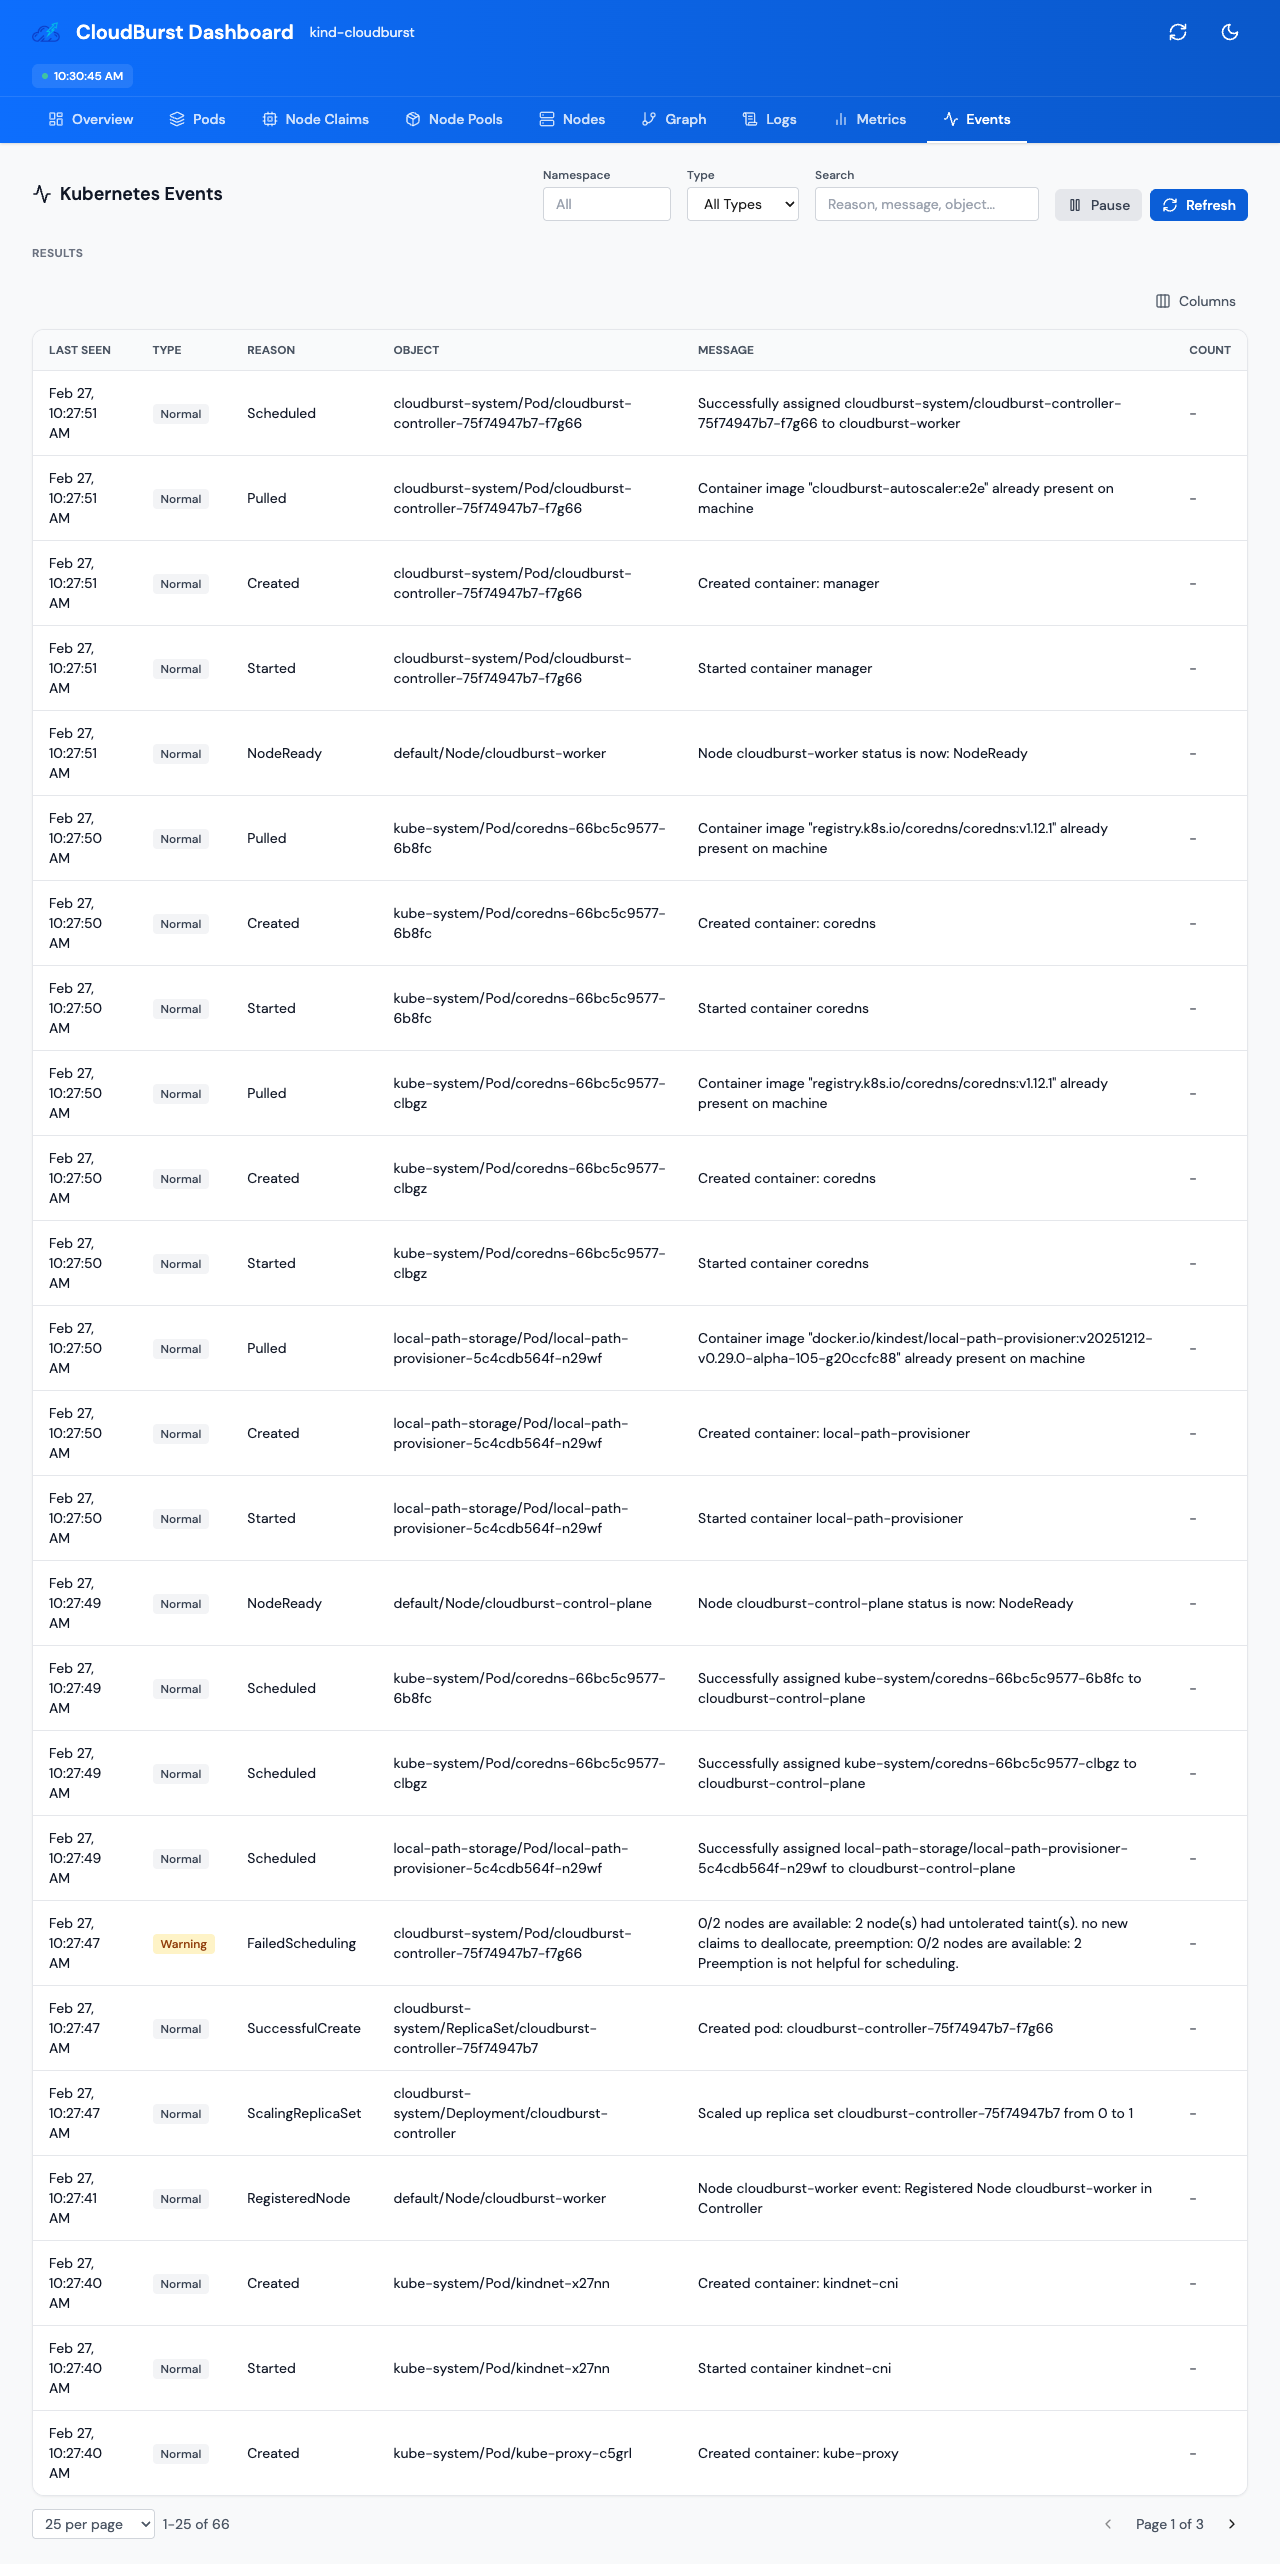 CloudBurst Dashboard kind-cloudburst
10:30:45 AM
Overview Pods Node Claims Node Pools Nodes Graph Logs Metrics Events
Kubernetes Events
Namespace Type Search
All All Types Reason, message, object... Pause Refresh
RESULTS
Columns
LAST SEEN TYPE REASON OBJECT MESSAGE COUNT
Feb 27,
10:27:51
AM
Normal
Scheduled
cloudburst-system/Pod/cloudburst-
controller-75f74947b7-f7g66
Successfully assigned cloudburst-system/cloudburst-controller-
75f74947b7-f7g66 to cloudburst-worker
-
Feb 27,
10:27:51
AM
Normal
Pulled
cloudburst-system/Pod/cloudburst-
controller-75f74947b7-f7g66
Container image "cloudburst-autoscaler:e2e" already present on
machine
-
Feb 27,
10:27:51
AM
Normal
Created
cloudburst-system/Pod/cloudburst-
controller-75f74947b7-f7g66
Created container: manager
-
Feb 27,
10:27:51
AM
Normal
Started
cloudburst-system/Pod/cloudburst-
controller-75f74947b7-f7g66
Started container manager
-
Feb 27,
10:27:51
AM
Normal
NodeReady
default/Node/cloudburst-worker
Node cloudburst-worker status is now: NodeReady
-
Feb 27,
10:27:50
AM
Normal
Pulled
kube-system/Pod/coredns-66bc5c9577-
6b8fc
Container image "registry.k8s.io/coredns/coredns:v1.12.1" already
present on machine
-
Feb 27,
10:27:50
AM
Normal
Created
kube-system/Pod/coredns-66bc5c9577-
6b8fc
Created container: coredns
-
Feb 27,
10:27:50
AM
Normal
Started
kube-system/Pod/coredns-66bc5c9577-
6b8fc
Started container coredns
-
Feb 27,
10:27:50
AM
Normal
Pulled
kube-system/Pod/coredns-66bc5c9577-
clbgz
Container image "registry.k8s.io/coredns/coredns:v1.12.1" already
present on machine
-
Feb 27,
10:27:50
AM
Normal
Created
kube-system/Pod/coredns-66bc5c9577-
clbgz
Created container: coredns
-
Feb 27,
10:27:50
AM
Normal
Started
kube-system/Pod/coredns-66bc5c9577-
clbgz
Started container coredns
-
Feb 27,
10:27:50
AM
Normal
Pulled
local-path-storage/Pod/local-path-
provisioner-5c4cdb564f-n29wf
Container image "docker.io/kindest/local-path-provisioner:v20251212-
v0.29.0-alpha-105-g20ccfc88" already present on machine
-
Feb 27,
10:27:50
AM
Normal
Created
local-path-storage/Pod/local-path-
provisioner-5c4cdb564f-n29wf
Created container: local-path-provisioner
-
Feb 27,
10:27:50
AM
Normal
Started
local-path-storage/Pod/local-path-
provisioner-5c4cdb564f-n29wf
Started container local-path-provisioner
-
Feb 27,
10:27:49
AM
Normal
NodeReady
default/Node/cloudburst-control-plane
Node cloudburst-control-plane status is now: NodeReady
-
Feb 27,
10:27:49
AM
Normal
Scheduled
kube-system/Pod/coredns-66bc5c9577-
6b8fc
Successfully assigned kube-system/coredns-66bc5c9577-6b8fc to
cloudburst-control-plane
-
Feb 27,
10:27:49
AM
Normal
Scheduled
kube-system/Pod/coredns-66bc5c9577-
clbgz
Successfully assigned kube-system/coredns-66bc5c9577-clbgz to
cloudburst-control-plane
-
Feb 27,
10:27:49
AM
Normal
Scheduled
local-path-storage/Pod/local-path-
provisioner-5c4cdb564f-n29wf
Successfully assigned local-path-storage/local-path-provisioner-
5c4cdb564f-n29wf to cloudburst-control-plane
-
Feb 27,
10:27:47
AM
Warning
FailedScheduling
cloudburst-system/Pod/cloudburst-
controller-75f74947b7-f7g66
0/2 nodes are available: 2 node(s) had untolerated taint(s). no new
claims to deallocate, preemption: 0/2 nodes are available: 2
Preemption is not helpful for scheduling.
-
Feb 27,
10:27:47
AM
Normal
SuccessfulCreate
cloudburst-
system/ReplicaSet/cloudburst-
controller-75f74947b7
Created pod: cloudburst-controller-75f74947b7-f7g66
-
Feb 27,
10:27:47
AM
Normal
ScalingReplicaSet
cloudburst-
system/Deployment/cloudburst-
controller
Scaled up replica set cloudburst-controller-75f74947b7 from 0 to 1
-
Feb 27,
10:27:41
AM
Normal
RegisteredNode
default/Node/cloudburst-worker
Node cloudburst-worker event: Registered Node cloudburst-worker in
Controller
-
Feb 27,
10:27:40
AM
Normal
Created
kube-system/Pod/kindnet-x27nn
Created container: kindnet-cni
-
Feb 27,
10:27:40
AM
Normal
Started
kube-system/Pod/kindnet-x27nn
Started container kindnet-cni
-
Feb 27,
10:27:40
AM
Normal
Created
kube-system/Pod/kube-proxy-c5grl
Created container: kube-proxy
-
25 per page 1-25 of 66 Page 1 of 3